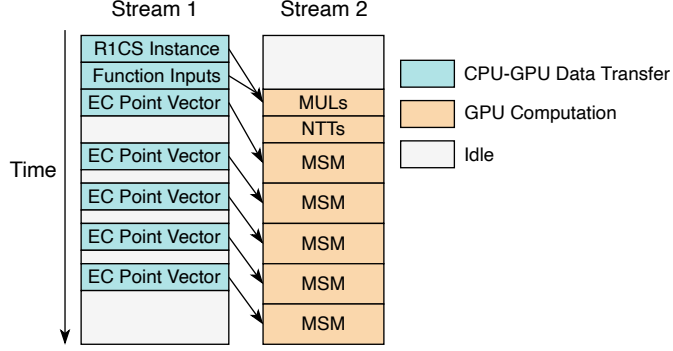 Stream 1
Stream 2
R1CS Instance
Function Inputs
EC Point Vector
MULs
NTTs
EC Point Vector
MSM
EC Point Vector
MSM
EC Point Vector
MSM
EC Point Vector
MSM
MSM
Time
CPU-GPU Data Transfer
GPU Computation
Idle